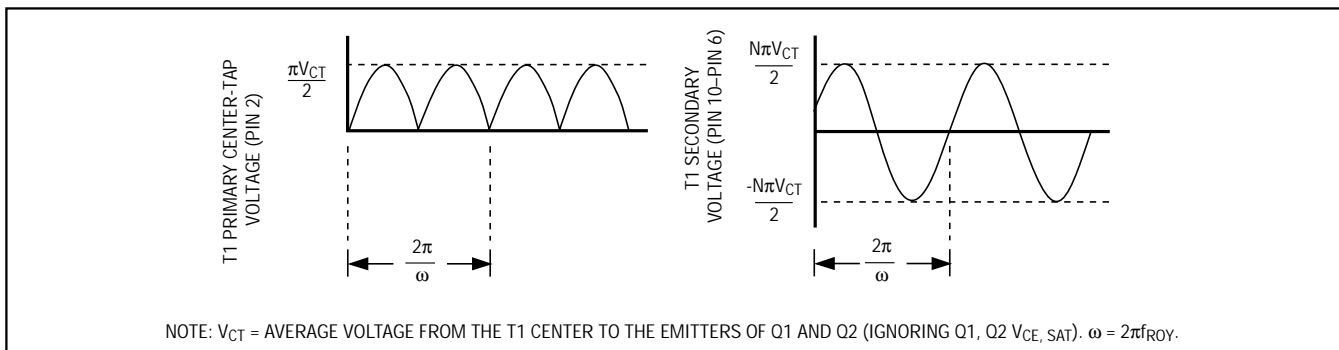 T1 PRIMARY CENTER-TAP
VOLTAGE (PIN 2)
πV_CT
2
2π
ω
T1 SECONDARY
VOLTAGE (PIN 10–PIN 6)
NπV_CT
2
-NπV_CT
2
2π
ω
NOTE: V_CT = AVERAGE VOLTAGE FROM THE T1 CENTER TO THE EMITTERS OF Q1 AND Q2 (IGNORING Q1, Q2 V_CE, SAT). ω = 2πf_ROY.